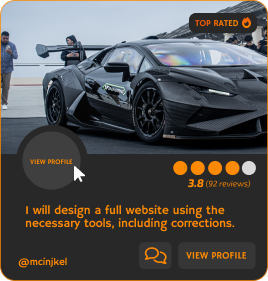 TOP RATED
VIEW PROFILE
3.8 (92 reviews)
I will design a full website using the
necessary tools, including corrections.
@mcinjkel
VIEW PROFILE